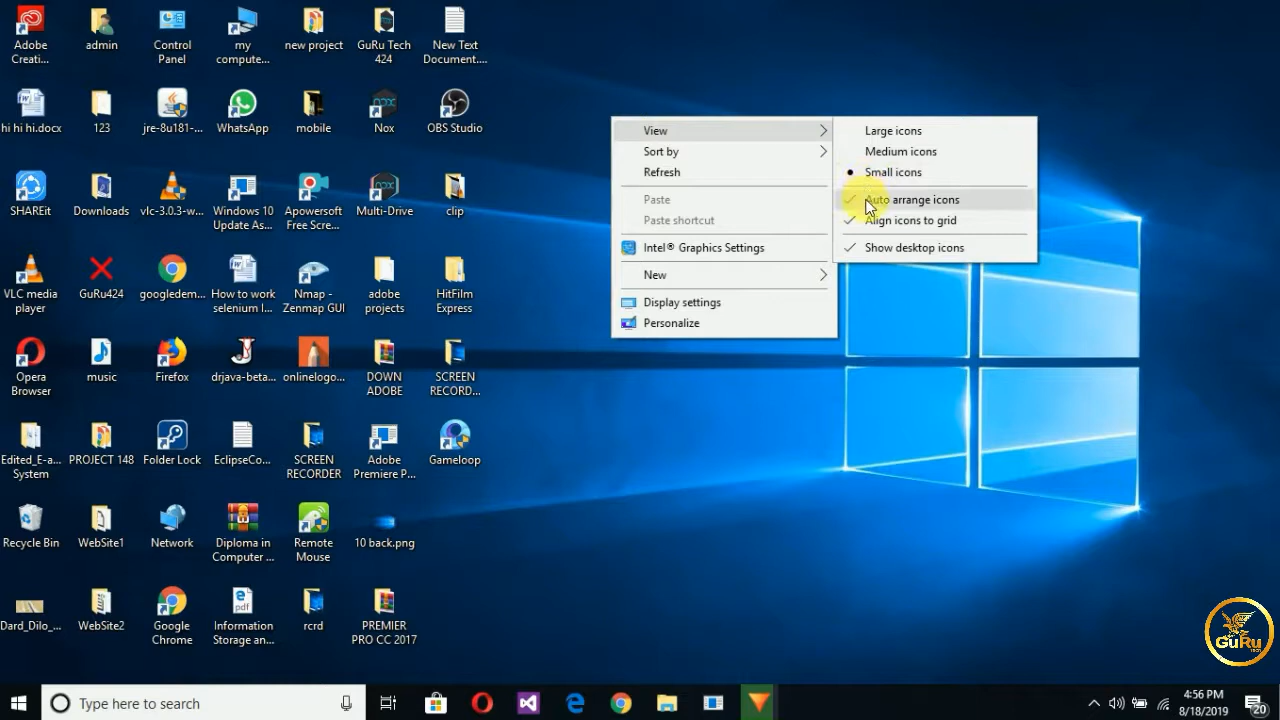 Adobe
Creati...
admin
Control
Panel
my
compute...
new project
GuRu Tech
424
New Text
Document....
hi hi hi.docx
123
jre-8u181-...
WhatsApp
mobile
Nox
OBS Studio
SHAREit
Downloads
vlc-3.0.3-w...
Windows 10
Update As...
Apowersoft
Free Scre...
Multi-Drive
clip
VLC media
player
GuRu424
googledem...
How to work
selenium I...
Nmap -
Zenmap GUI
adobe
projects
HitFilm
Express
Opera
Browser
music
Firefox
drjava-beta...
onlinelogo...
DOWN
ADOBE
SCREEN
RECORD...
Edited_E-a...
System
PROJECT 148
Folder Lock
EclipseCo...
SCREEN
RECORDER
Adobe
Premiere P...
Gameloop
Recycle Bin
WebSite1
Network
Diploma in
Computer ...
Remote
Mouse
10 back.png
Dard_Dilo_...
WebSite2
Google
Chrome
pdf
Information
Storage an...
rcrd
PREMIER
PRO CC 2017
View
Sort by
Refresh
Paste
Paste shortcut
Intel® Graphics Settings
New
Display settings
Personalize
Large icons
Medium icons
Small icons
Auto arrange icons
Align icons to grid
Show desktop icons
GuRu
Type here to search
4:56 PM
8/18/2019
20